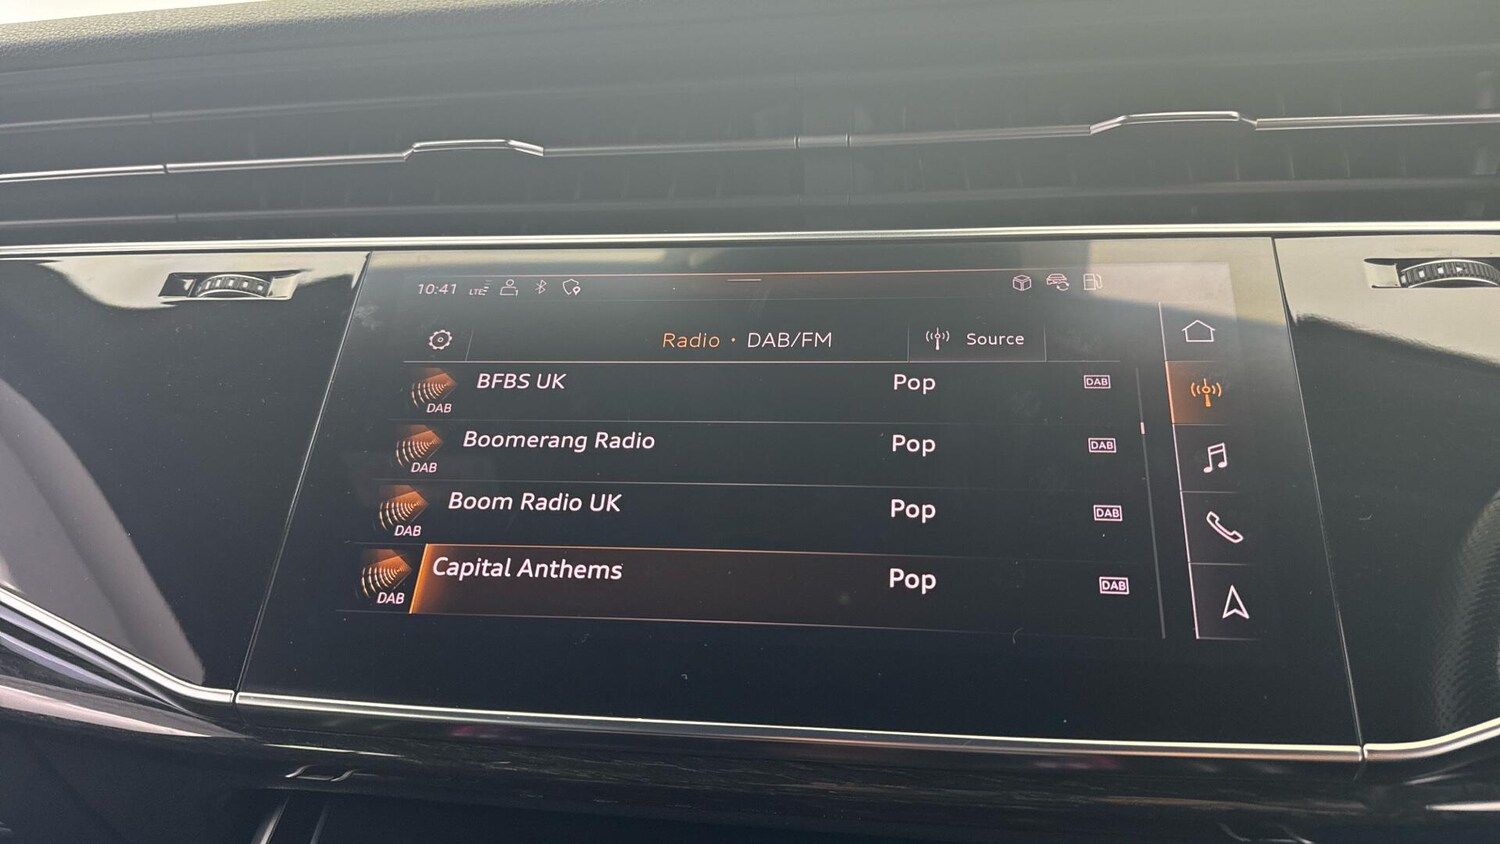 10:41 LTE 1
Radio · DAB/FM Source
DAB BFBS UK Pop DAB
DAB Boomerang Radio Pop DAB
DAB Boom Radio UK Pop DAB
DAB Capital Anthems Pop DAB